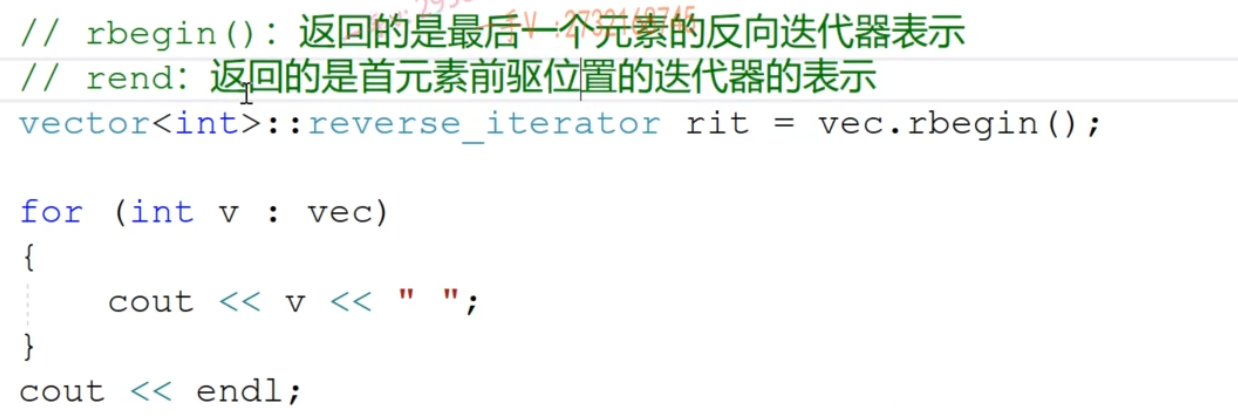 // rbegin(): 返回的是最后一个元素的反向迭代器表示
// rend: 返回的是首元素前驱位置的迭代器的表示
vector<int>::reverse_iterator rit = vec.rbegin();
for (int v : vec)
{
cout << v << " ";
}
cout << endl;